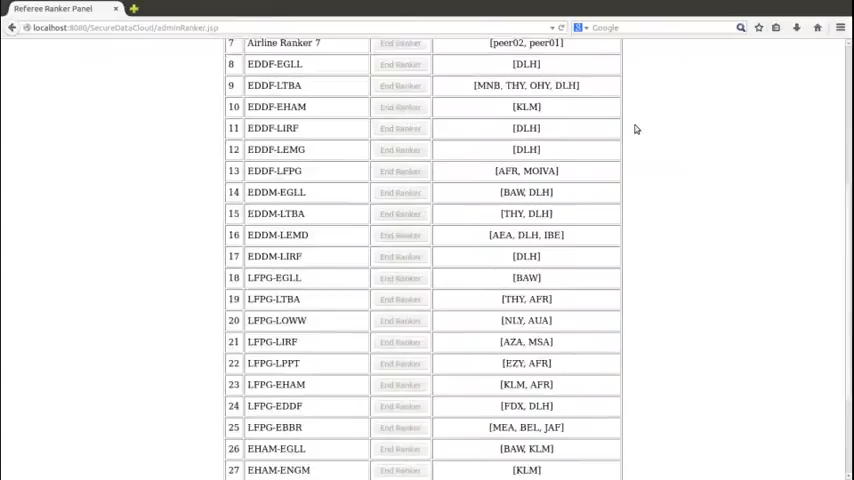 Referee Ranker Panel
localhost:8080/SecureDataCloud/adminRanker.jsp
Google
7 Airline Ranker 7 End Ranker [peer02, peer01]
8 EDDF-EGLL End Ranker [DLH]
9 EDDF-LTBA End Ranker [MNB, THY, OHY, DLH]
10 EDDF-EHAM End Ranker [KLM]
11 EDDF-LIRF End Ranker [DLH]
12 EDDF-LEMG End Ranker [DLH]
13 EDDF-LFPG End Ranker [AFR, MOIVA]
14 EDDM-EGLL End Ranker [BAW, DLH]
15 EDDM-LTBA End Ranker [THY, DLH]
16 EDDM-LEMD End Ranker [AEA, DLH, IBE]
17 EDDM-LIRF End Ranker [DLH]
18 LFPG-EGLL End Ranker [BAW]
19 LFPG-LTBA End Ranker [THY, AFR]
20 LFPG-LOWW End Ranker [NLY, AUA]
21 LFPG-LIRF End Ranker [AZA, MSA]
22 LFPG-LPPT End Ranker [EZY, AFR]
23 LFPG-EHAM End Ranker [KLM, AFR]
24 LFPG-EDDF End Ranker [FDX, DLH]
25 LFPG-EBBR End Ranker [MEA, BEL, JAF]
26 EHAM-EGLL End Ranker [BAW, KLM]
27 EHAM-ENGM End Ranker [KLM]